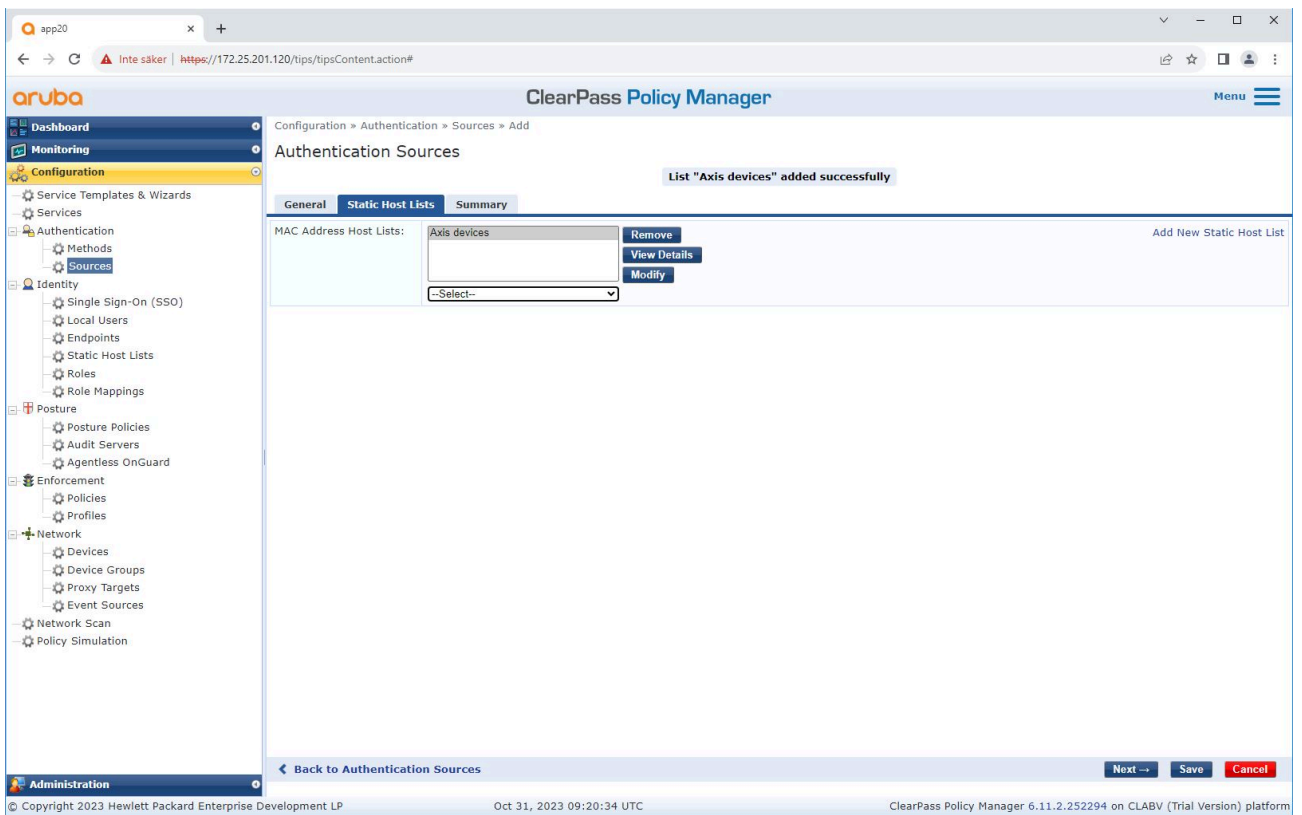 app20
Inte säker | https://172.25.201.120/tips/tipsContent.action#
aruba
ClearPass Policy Manager
Menu
Dashboard
Monitoring
Configuration
Service Templates & Wizards
Services
Authentication
Methods
Sources
Identity
Single Sign-On (SSO)
Local Users
Endpoints
Static Host Lists
Roles
Role Mappings
Posture
Posture Policies
Audit Servers
Agentless OnGuard
Enforcement
Policies
Profiles
Network
Devices
Device Groups
Proxy Targets
Event Sources
Network Scan
Policy Simulation
Administration
Configuration » Authentication » Sources » Add
Authentication Sources
List "Axis devices" added successfully
General Static Host Lists Summary
MAC Address Host Lists:
Axis devices
Remove
View Details
Modify
--Select--
Add New Static Host List
Back to Authentication Sources
Next → Save Cancel
© Copyright 2023 Hewlett Packard Enterprise Development LP Oct 31, 2023 09:20:34 UTC ClearPass Policy Manager 6.11.2.252294 on CLABV (Trial Version) platform